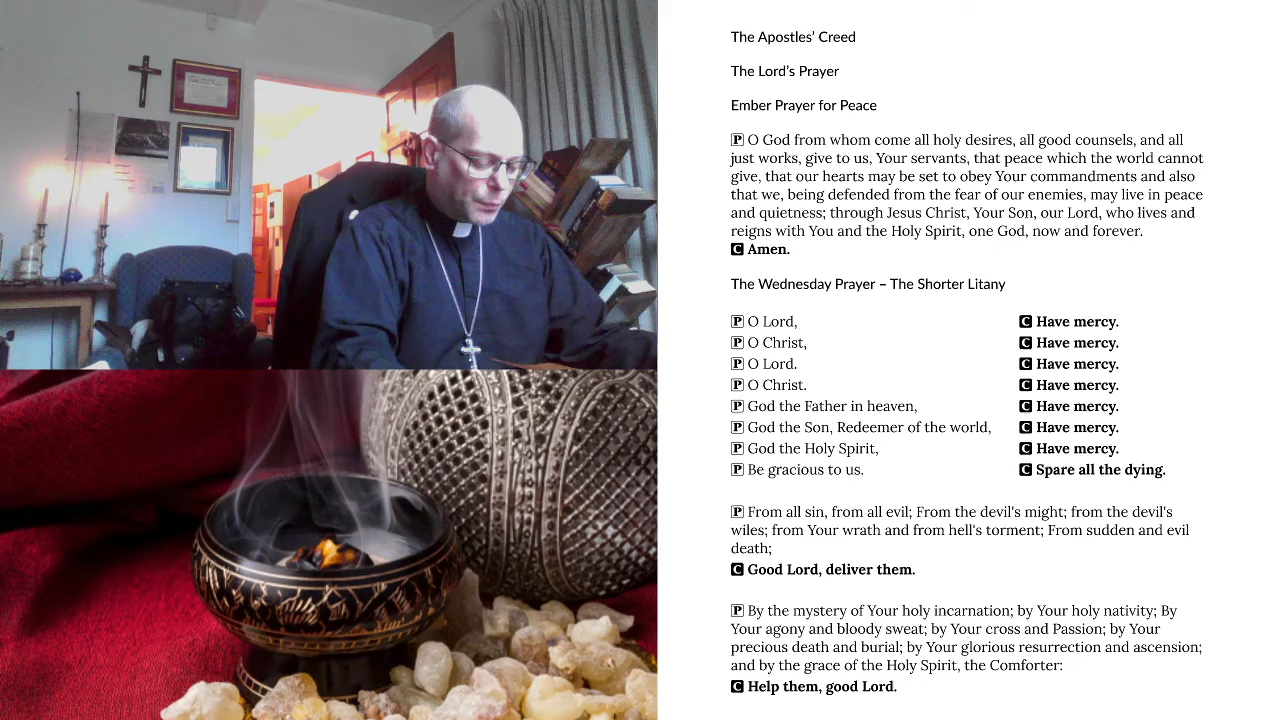 The Apostles’ Creed
The Lord’s Prayer
Ember Prayer for Peace
P O God from whom come all holy desires, all good counsels, and all
just works, give to us, Your servants, that peace which the world cannot
give, that our hearts may be set to obey Your commandments and also
that we, being defended from the fear of our enemies, may live in peace
and quietness; through Jesus Christ, Your Son, our Lord, who lives and
reigns with You and the Holy Spirit, one God, now and forever.
C Amen.
The Wednesday Prayer – The Shorter Litany
P O Lord, C Have mercy.
P O Christ, C Have mercy.
P O Lord. C Have mercy.
P O Christ. C Have mercy.
P God the Father in heaven, C Have mercy.
P God the Son, Redeemer of the world, C Have mercy.
P God the Holy Spirit, C Have mercy.
P Be gracious to us. C Spare all the dying.
P From all sin, from all evil; From the devil's might; from the devil's
wiles; from Your wrath and from hell's torment; From sudden and evil
death;
C Good Lord, deliver them.
P By the mystery of Your holy incarnation; by Your holy nativity; By
Your agony and bloody sweat; by Your cross and Passion; by Your
precious death and burial; by Your glorious resurrection and ascension;
and by the grace of the Holy Spirit, the Comforter:
C Help them, good Lord.